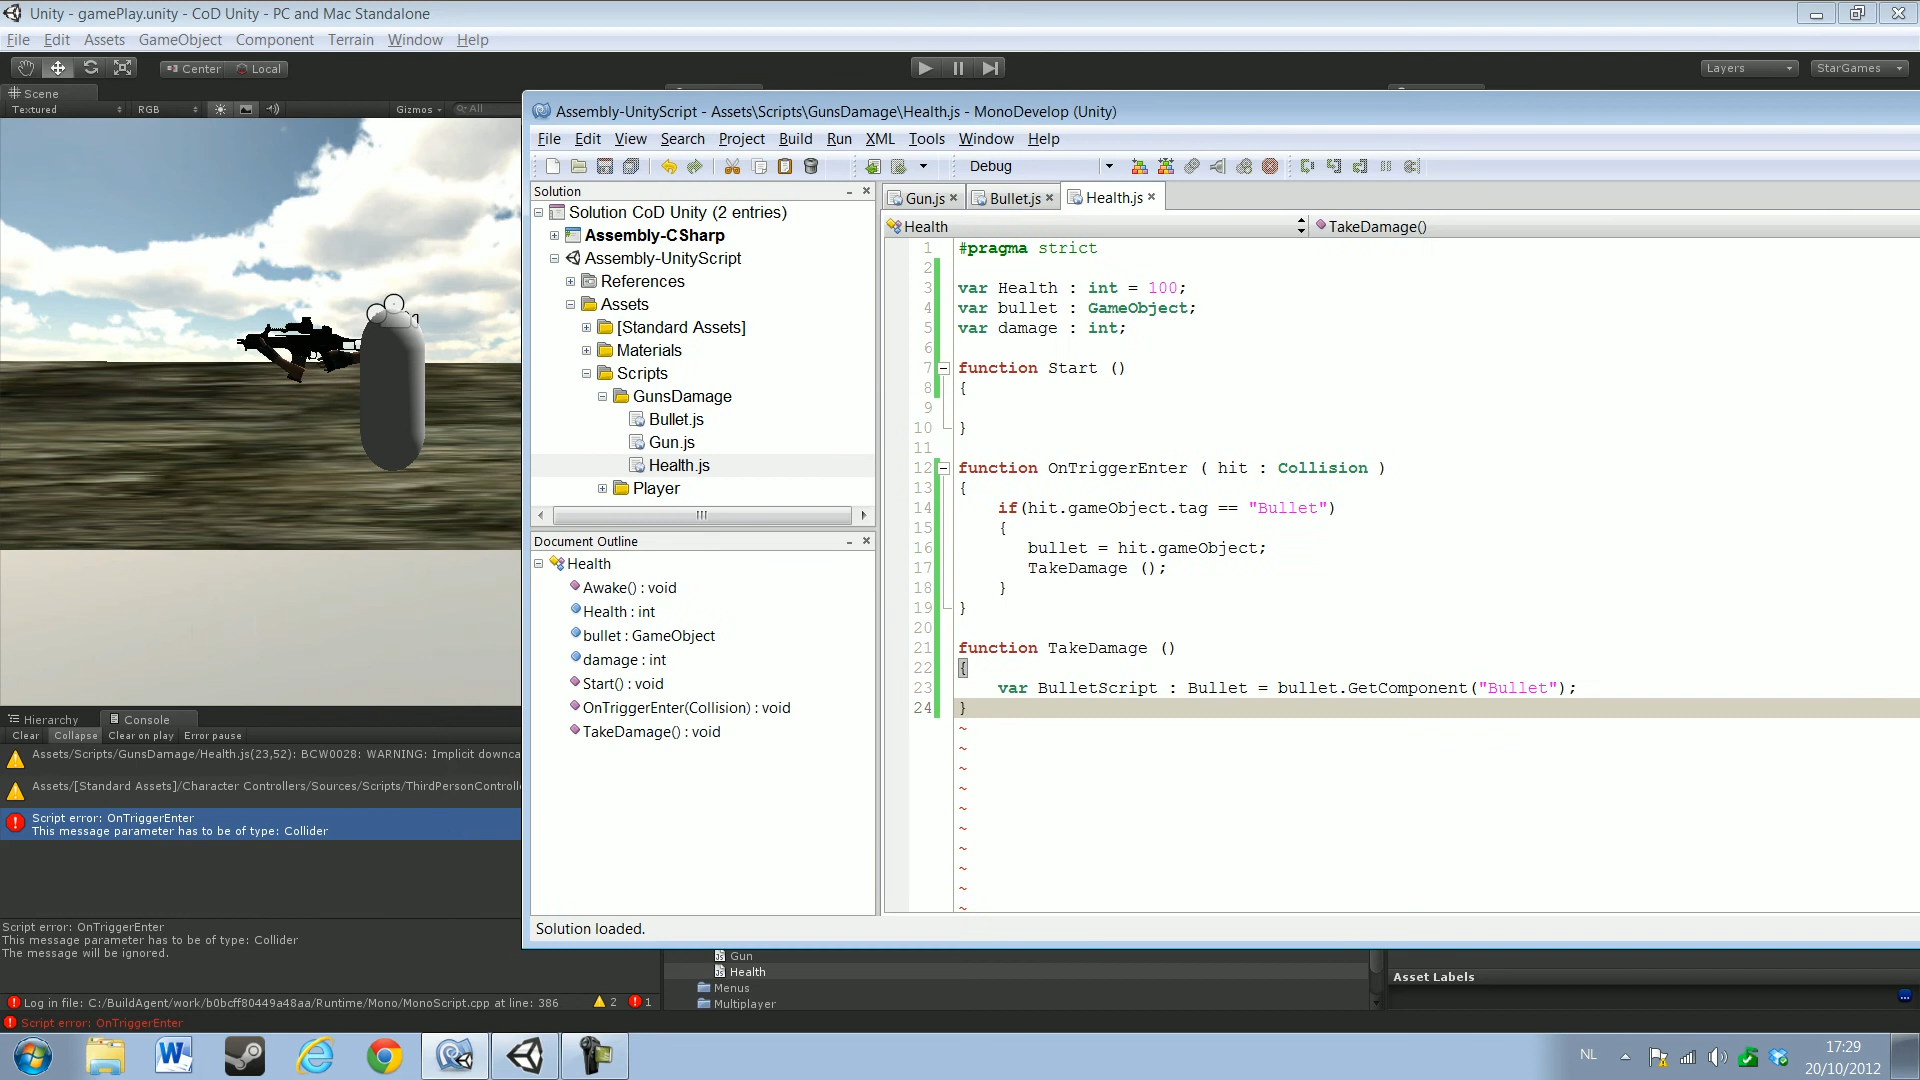 Unity - gamePlay.unity - CoD Unity - PC and Mac Standalone
File Edit Assets GameObject Component Terrain Window Help
Center Local Layers StarGames
Scene
Textured RGB Gizmos All
Assembly-UnityScript - Assets\Scripts\GunsDamage\Health.js - MonoDevelop (Unity)
File Edit View Search Project Build Run XML Tools Window Help
Debug
Solution
Gun.js Bullet.js Health.js
Health TakeDamage()
Solution CoD Unity (2 entries)
Assembly-CSharp
Assembly-UnityScript
References
Assets
[Standard Assets]
Materials
Scripts
GunsDamage
Bullet.js
Gun.js
Health.js
Player
Document Outline
Health
Awake() : void
Health : int
bullet : GameObject
damage : int
Start() : void
OnTriggerEnter(Collision) : void
TakeDamage() : void
1 #pragma strict
2
3 var Health : int = 100;
4 var bullet : GameObject;
5 var damage : int;
6
7 function Start ()
8 {
9
10 }
11
12 function OnTriggerEnter ( hit : Collision )
13 {
14 if(hit.gameObject.tag == "Bullet")
15 {
16 bullet = hit.gameObject;
17 TakeDamage ();
18 }
19 }
20
21 function TakeDamage ()
22 {
23 var BulletScript : Bullet = bullet.GetComponent("Bullet");
24 }
~
~
~
~
~
~
~
~
~
~
Solution loaded.
Hierarchy Console
Clear Collapse Clear on play Error pause
Assets/Scripts/GunsDamage/Health.js(23,52): BCW0028: WARNING: Implicit downca
Assets/[Standard Assets]/Character Controllers/Sources/Scripts/ThirdPersonControll
Script error: OnTriggerEnter
This message parameter has to be of type: Collider
Script error: OnTriggerEnter
This message parameter has to be of type: Collider
The message will be ignored.
Log in file: C:/BuildAgent/work/b0bcff80449a48aa/Runtime/Mono/MonoScript.cpp at line: 386 2 1
Script error: OnTriggerEnter
Gun
Health
Menus
Multiplayer
Asset Labels
NL
17:29
20/10/2012